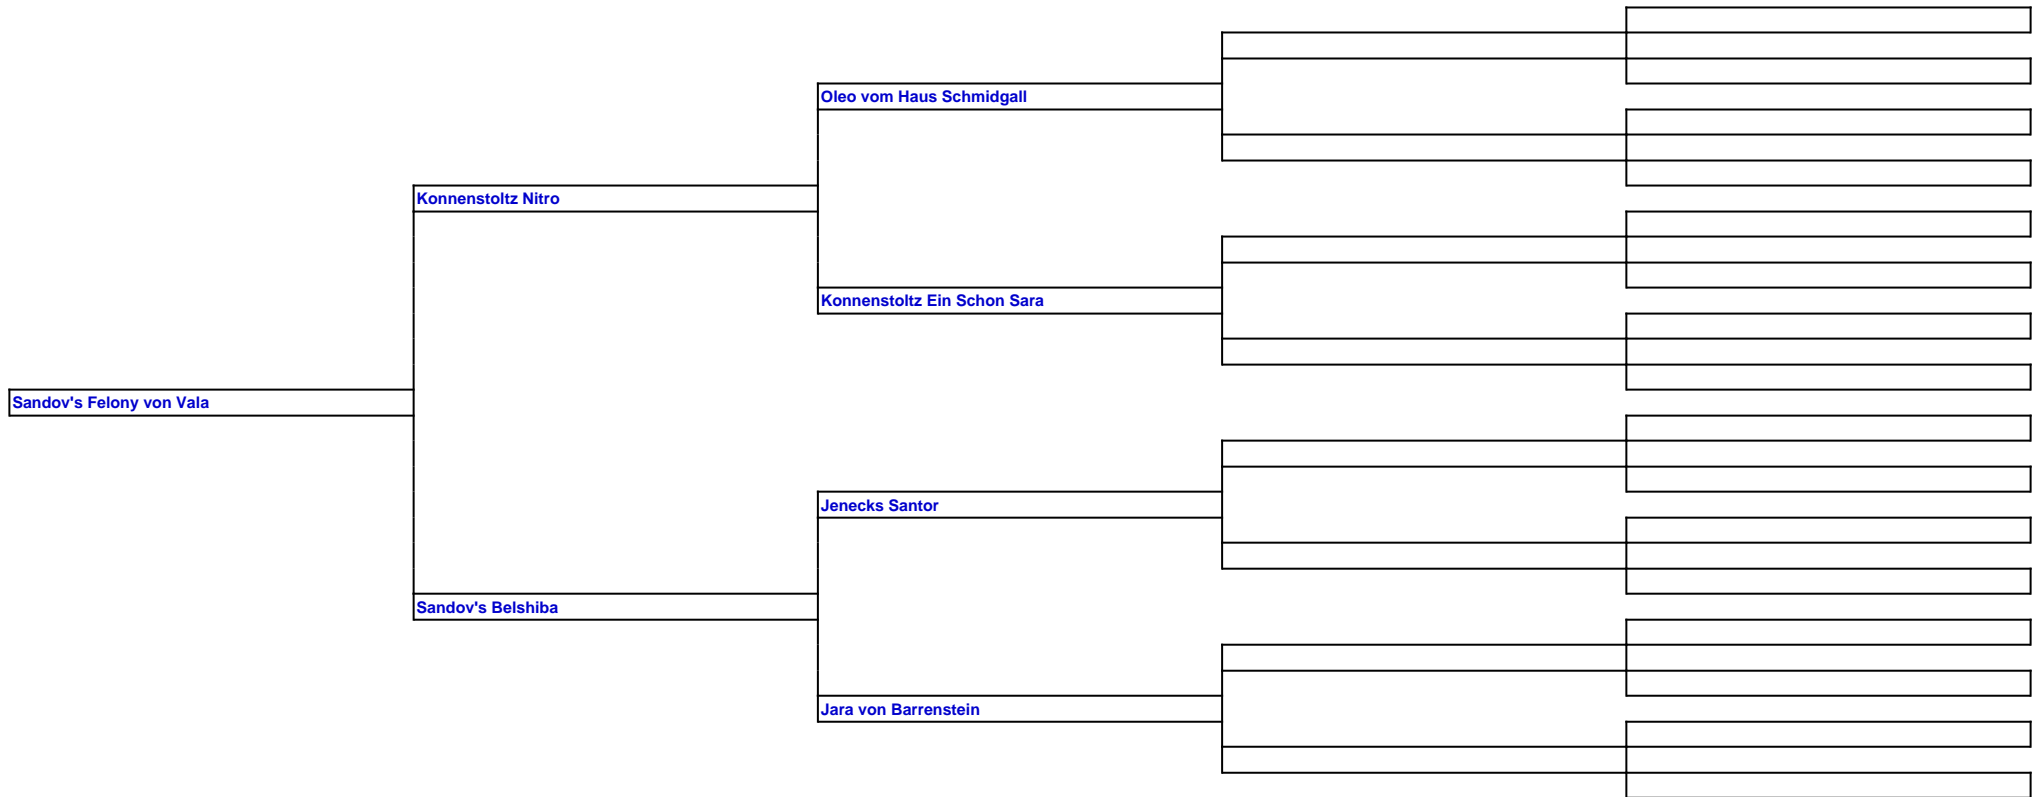 Oleo vom Haus Schmidgall
Konnenstoltz Nitro
Konnenstoltz Ein Schon Sara
Sandov's Felony von Vala
Jenecks Santor
Sandov's Belshiba
Jara von Barrenstein